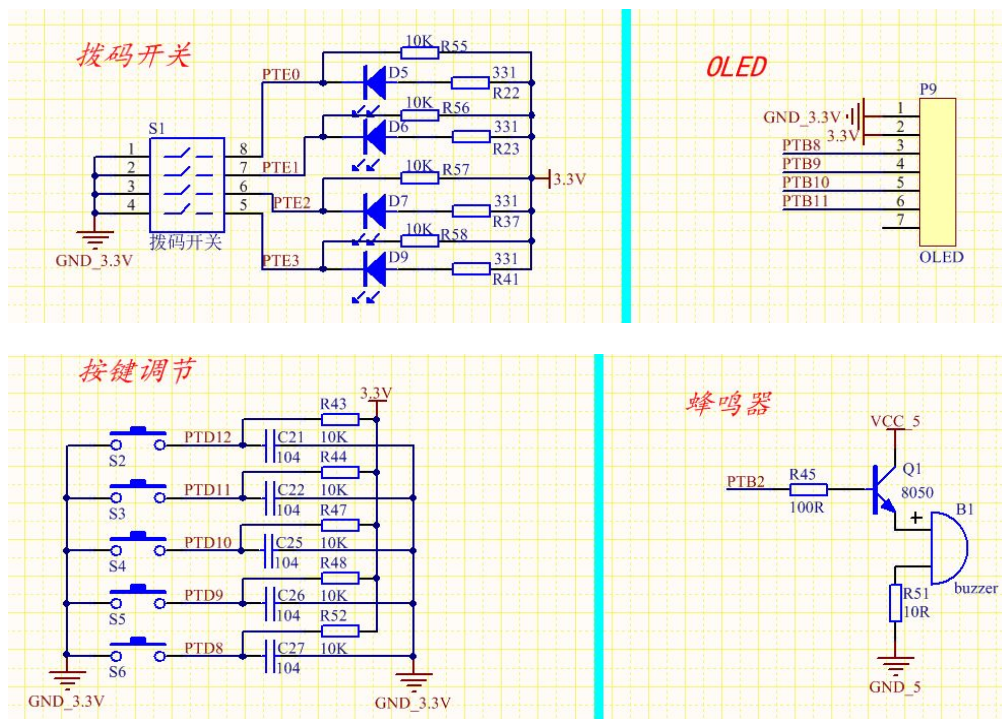 拨码开关
10K R55
PTE0
D5
331
R22
10K R56
D6
331
R23
S1
1
2
3
4
8
7
6
5
PTE1
10K R57
3.3V
PTE2
D7
331
R37
10K R58
拨码开关
GND_3.3V
PTE3
D9
331
R41
OLED
P9
GND_3.3V
3.3V
PTB8
PTB9
PTB10
PTB11
1
2
3
4
5
6
7
OLED
按键调节
3.3V
R43
PTD12
C21 10K
S2
104
R44
PTD11
C22 10K
S3
104
R47
PTD10
C25 10K
S4
104
R48
PTD9
C26 10K
S5
104
R52
PTD8
C27 10K
S6
104
GND_3.3V
GND_3.3V
蜂鸣器
VCC_5
PTB2
R45
100R
Q1
8050
+
B1
buzzer
R51
10R
GND_5